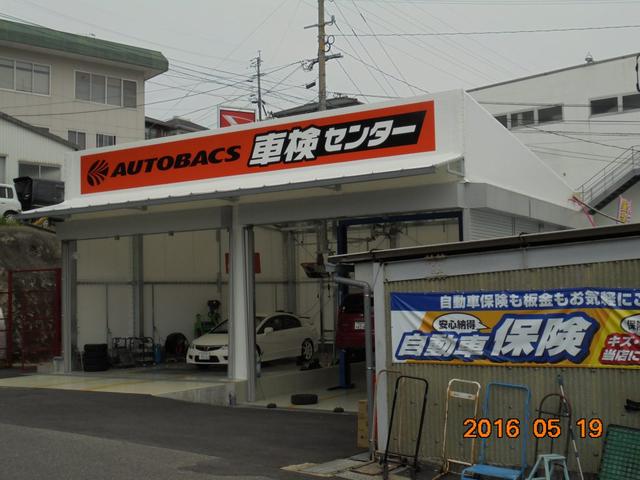 AUTOBACS 車検センター
自動車保険も板金もお気軽にご
安心納得
自動車 保険
キズ・
当店に
2016 05 19